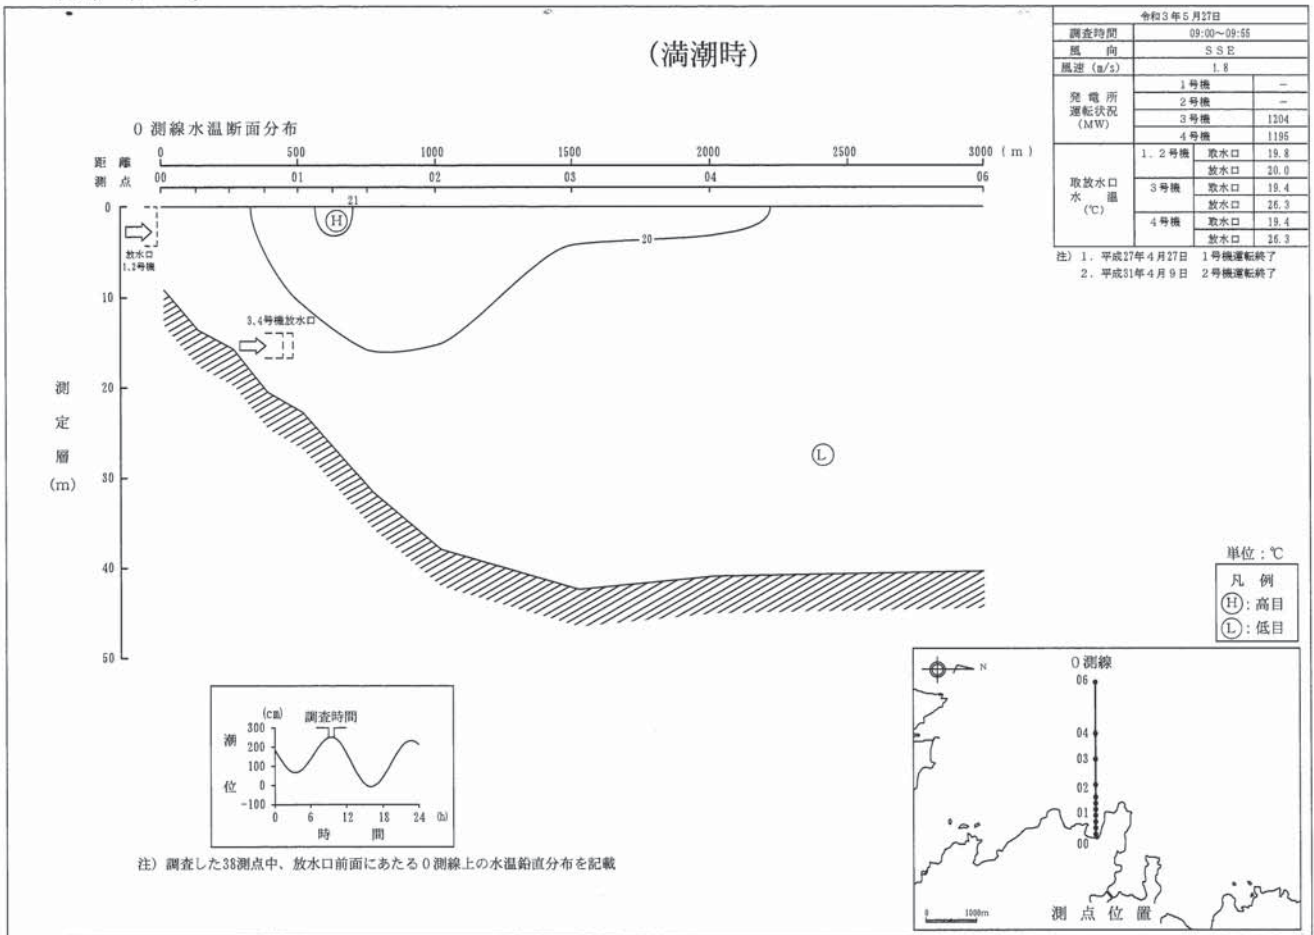 (満潮時)
令和3年5月27日
調査時間 09:00～09:55
風 向 SSE
風速 (m/s) 1.8
発電所 運転状況 (MW)
1号機 －
2号機 －
3号機 1204
4号機 1195
取放水口 水 温 (℃)
1, 2号機 取水口 19.8
放水口 20.0
3号機 取水口 19.4
放水口 26.3
4号機 取水口 19.4
放水口 26.3
注) 1. 平成27年4月27日 1号機運転終了
2. 平成31年4月9日 2号機運転終了
0 測線水温断面分布
距 離 0 500 1000 1500 2000 2500 3000 (m)
測 点 00 01 02 03 04 06
0
10
20
30
40
50
測定層(m)
21
H
20
L
放水口
1,2号機
3,4号機放水口
単位:℃
凡 例
H:高目
L:低目
(cm) 調査時間
潮位
300
200
100
0
-100
0 6 12 18 24 (h)
時 間
N
0 測線
06
04
03
02
01
00
0 1000m
測 点 位 置
注) 調査した38測点中、放水口前面にあたる0測線上の水温鉛直分布を記載